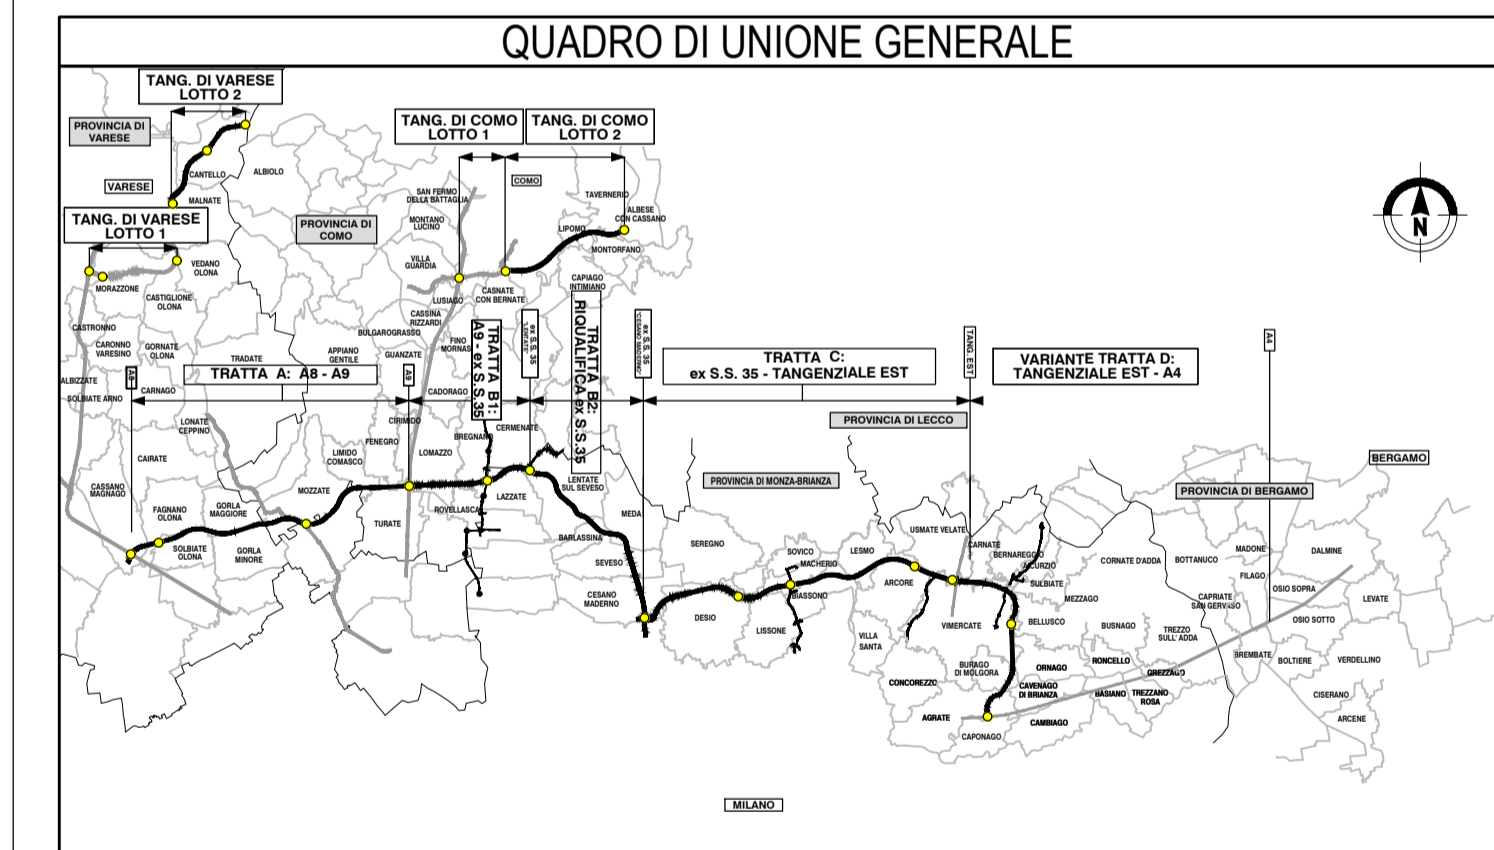 QUADRO DI UNIONE GENERALE
TANG. DI VARESE
LOTTO 2
PROVINCIA DI
VARESE
TANG. DI COMO
LOTTO 1
TANG. DI COMO
LOTTO 2
CANTELLO
ALBIOLO
VARESE
MALNATE
COMO
SAN FERMO
DELLA BATTAGLIA
TAVERNERIO
ALBESE
CON CASSANO
TANG. DI VARESE
LOTTO 1
PROVINCIA DI
COMO
MONTANO
LUCINO
LIPOMO
MONTORFANO
N
VEDANO
OLONA
VILLA
GUARDIA
MORAZZONE
CASTIGLIONE
OLONA
LUSIAGO
CASNATE
CON BERNATE
CAPIAGO
INTIMIANO
CASTRONNO
BULGAROGRASSO
CASSINA
RIZZARDI
CARONNO
VARESINO
GORNATE
OLONA
TRADATE
APPIANO
GENTILE
GUANZATE
FINO
MORNAS
TRATTA B1:
A9 - ex S.S.35
ex S.S. 35
"LENTATE"
TRATTA B2:
RIQUALIFICA ex S.S.35
ex S.S. 35
"CESANO MADERNO"
TRATTA C:
ex S.S. 35 - TANGENZIALE EST
TANG. EST
VARIANTE TRATTA D:
TANGENZIALE EST - A4
A4
ALBIZZATE
SOLBIATE ARNO
A8
CARNAGO
TRATTA A: A8 - A9
A9
CADORAGO
LONATE
CEPPINO
CIRIMIDO
FENEGRO
BREGNANO
CERMENATE
PROVINCIA DI LECCO
CAIRATE
LIMIDO
COMASCO
LOMAZZO
BERGAMO
CASSANO
MAGNAGO
MOZZATE
LAZZATE
LENTATE
SUL SEVESO
PROVINCIA DI MONZA-BRIANZA
PROVINCIA DI BERGAMO
FAGNANO
OLONA
GORLA
MAGGIORE
TURATE
ROVELLASCA
MEDA
SOLBIATE
OLONA
GORLA
MINORE
BARLASSINA
SEVESO
SEREGNO
SOVICO
MACHERIO
LESMO
USMATE VELATE
CARNATE
BERNAREGGIO
AICURZIO
SULBIATE
MEZZAGO
CORNATE D'ADDA
BOTTANUCO
MADONE
DALMINE
FILAGO
OSIO SOPRA
CESANO
MADERNO
DESIO
BIASSONO
ARCORE
CAPRIATE
SAN GERVASO
LEVATE
OSIO SOTTO
LISSONE
VILLA
SANTA
VIMERCATE
BELLUSCO
BUSNAGO
TREZZO
SULL' ADDA
BREMBATE
BOLTIERE
VERDELLINO
CONCOREZZO
BURAGO
DI MOLGORA
ORNAGO
RONCELLO
GREZZAGO
CAVENAGO
DI BRIANZA
BASIANO
TREZZANO
ROSA
CISERANO
ARCENE
AGRATE
CAPONAGO
CAMBIAGO
MILANO